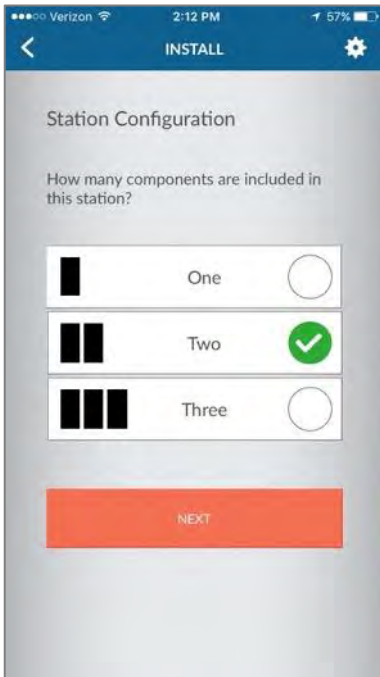 Verizon 2:12 PM 57%
INSTALL
Station Configuration
How many components are included in
this station?
One
Two
Three
NEXT